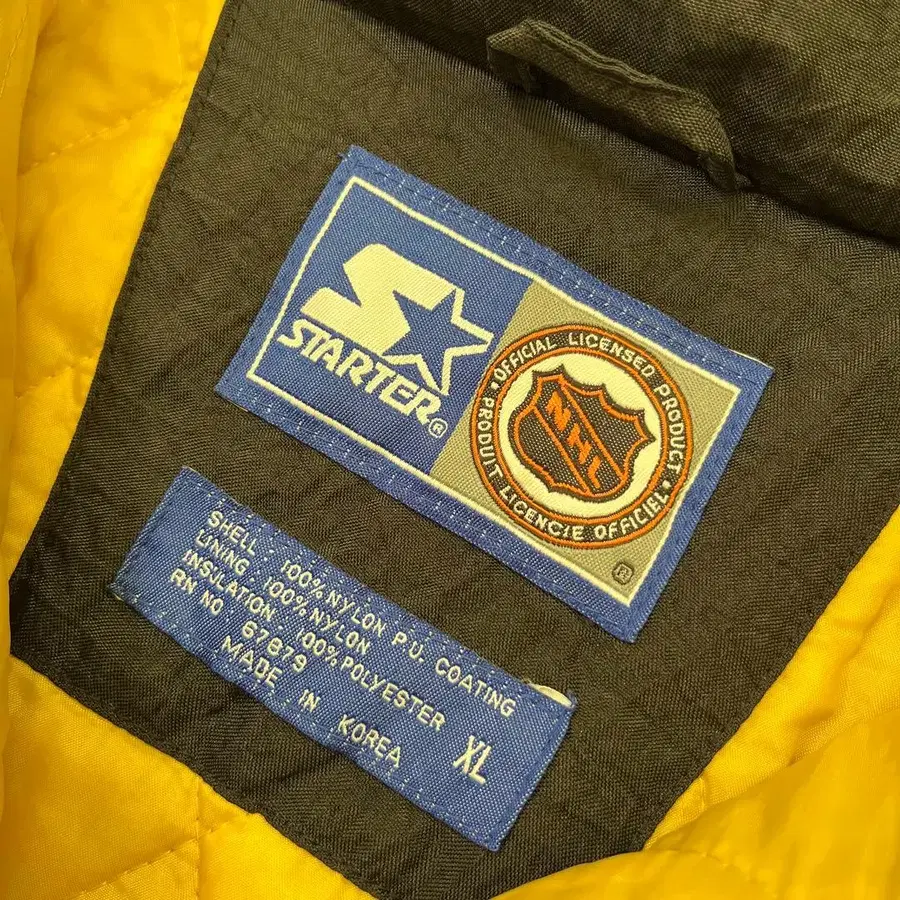 STARTER®
• OFFICIAL LICENSED PRODUCT •
PRODUIT LICENCIE OFFICIEL
NHL
®
SHELL : 100% NYLON P.U. COATING
LINING : 100% NYLON
INSULATION : 100% POLYESTER
RN NO 67879
MADE IN KOREA
XL